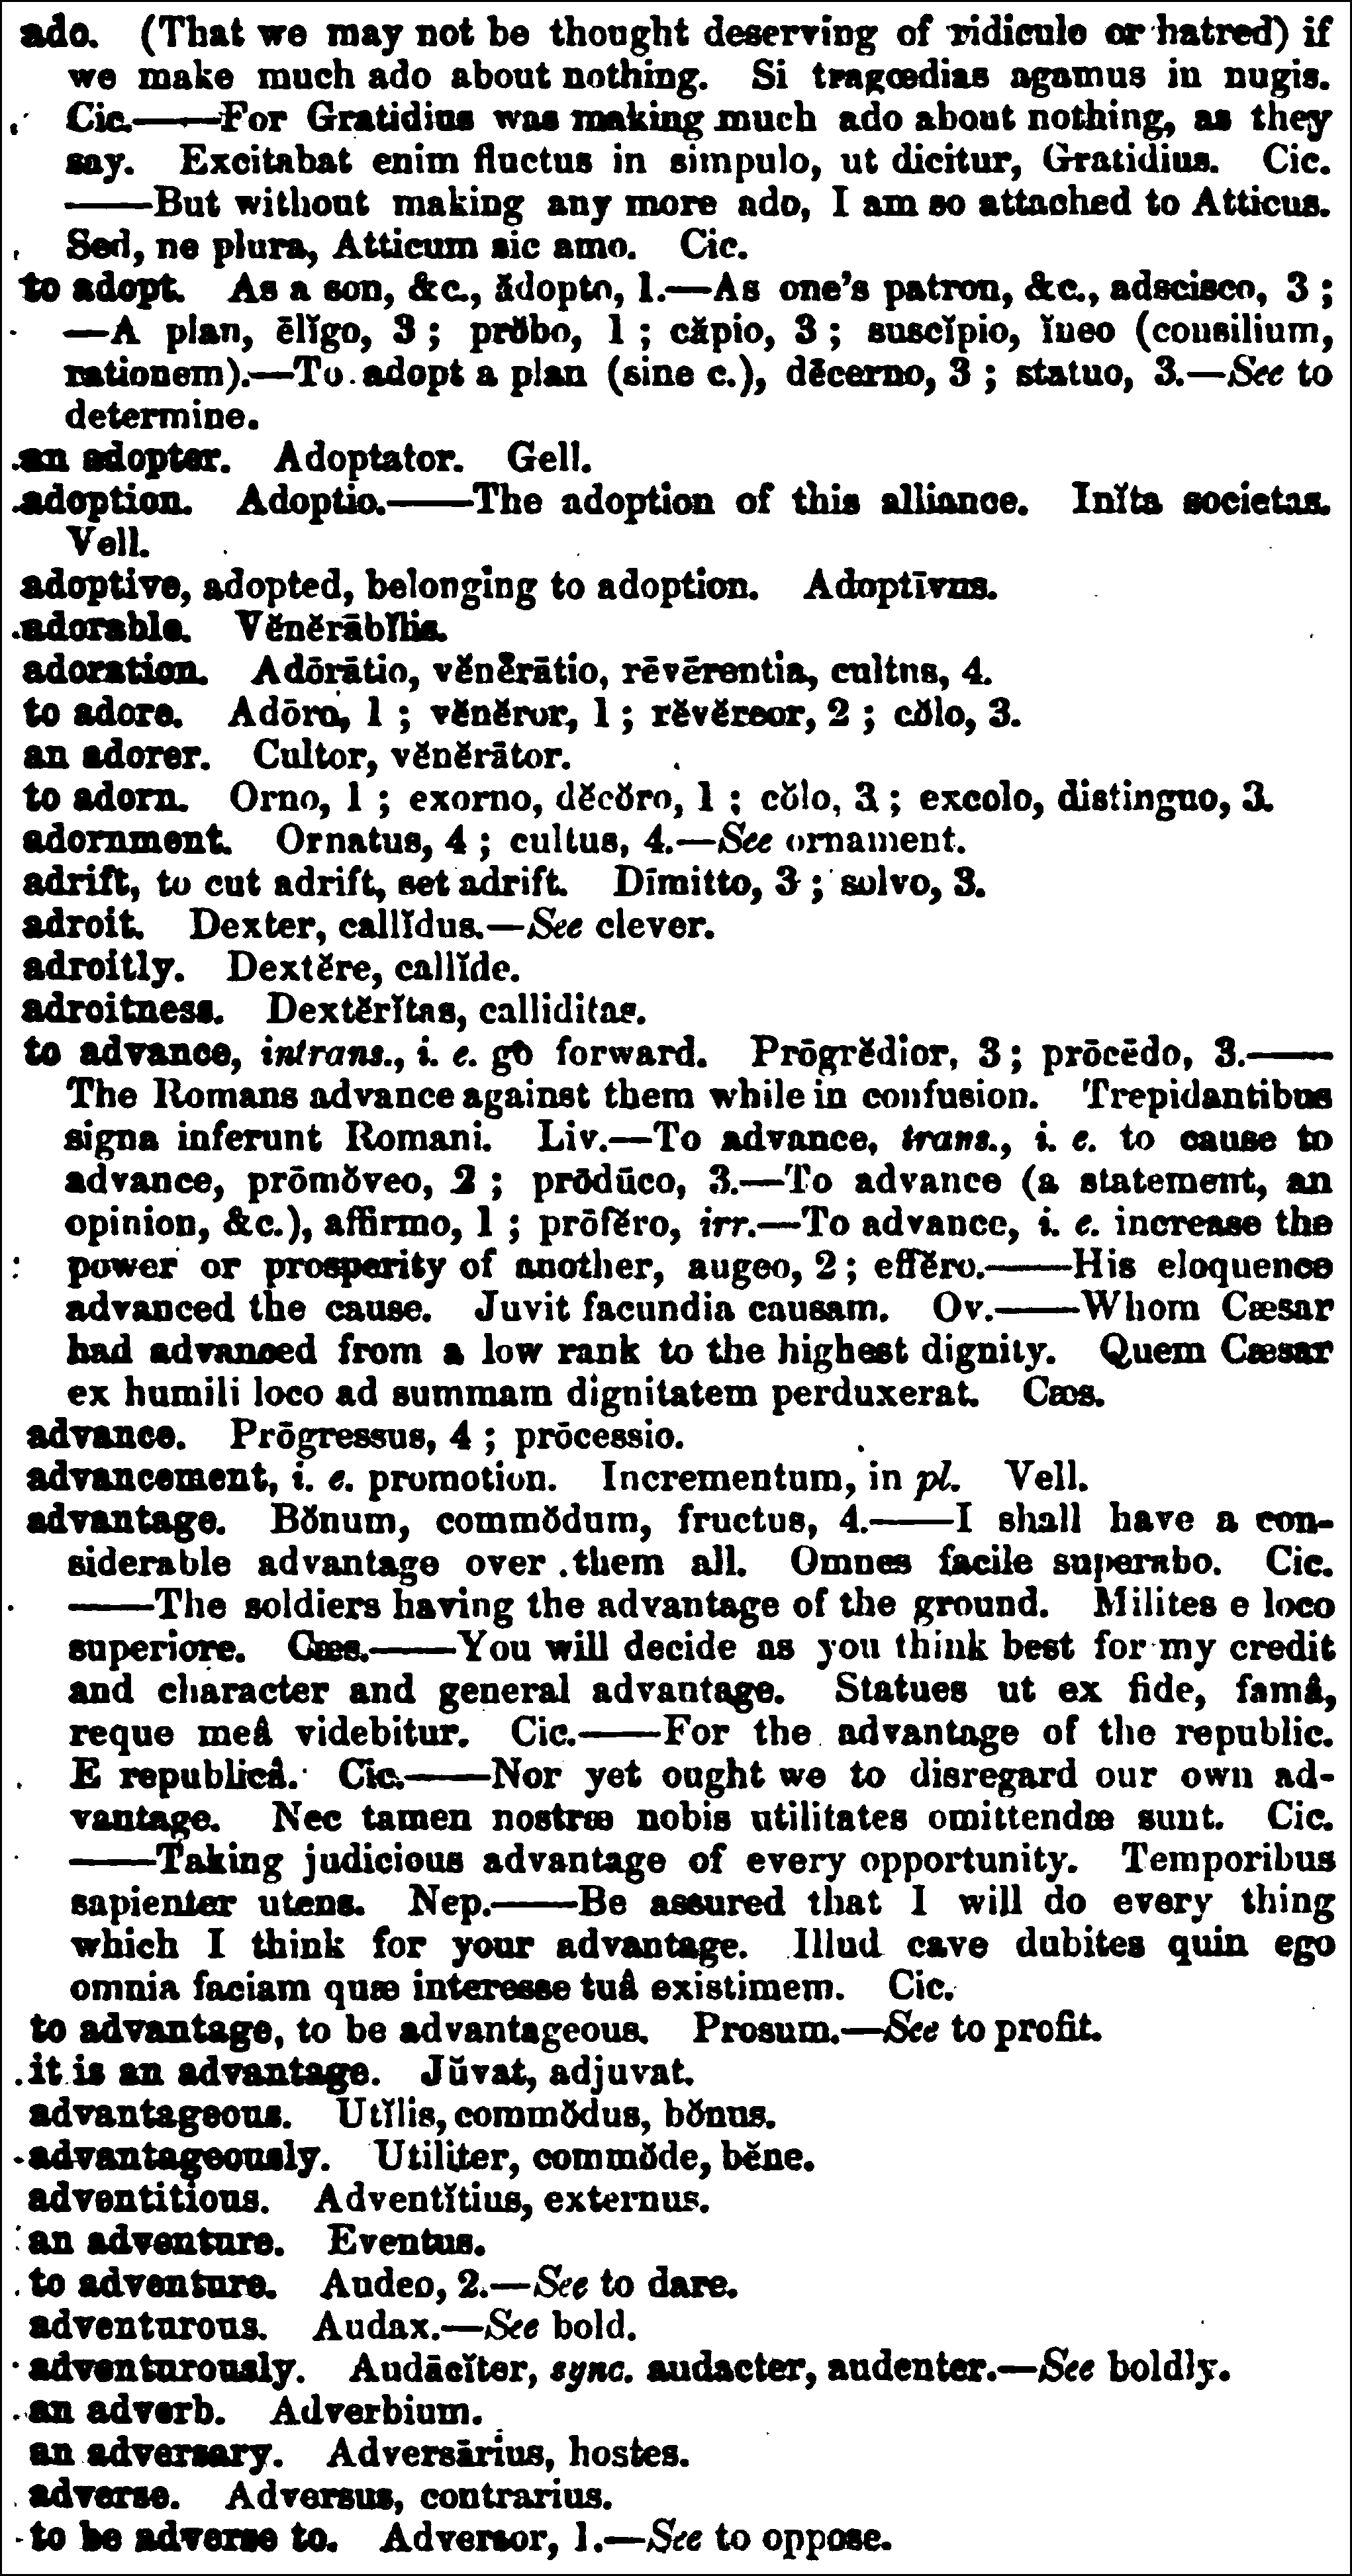 ado. (That we may not be thought deserving of ridicule or hatred) if
we make much ado about nothing. Si tragœdias agamus in nugis.
Cic.——For Gratidius was making much ado about nothing, as they
say. Excitabat enim fluctus in simpulo, ut dicitur, Gratidius. Cic.
——But without making any more ado, I am so attached to Atticus.
Sed, ne plura, Atticum sic amo. Cic.
to adopt. As a son, &c., ădopto, 1.—As one's patron, &c., adscisco, 3 ;
—A plan, ēlĭgo, 3 ; prŏbo, 1 ; căpio, 3 ; suscĭpio, ĭneo (consilium,
rationem).—To adopt a plan (sine c.), dēcerno, 3 ; statuo, 3.—See to
determine.
an adopter. Adoptator. Gell.
adoption. Adoptio.——The adoption of this alliance. Inĭta societas.
Vell.
adoptive, adopted, belonging to adoption. Adoptīvus.
adorable. Vĕnĕrābĭlis.
adoration. Adōrātio, vĕnĕrātio, rēvērentia, cultus, 4.
to adore. Adōro, 1 ; vĕnĕror, 1 ; rĕvĕreor, 2 ; cŏlo, 3.
an adorer. Cultor, vĕnĕrātor.
to adorn. Orno, 1 ; exorno, dĕcŏro, 1 ; cŏlo, 3 ; excolo, distinguo, 3.
adornment. Ornatus, 4 ; cultus, 4.—See ornament.
adrift, to cut adrift, set adrift. Dīmitto, 3 ; solvo, 3.
adroit. Dexter, callĭdus.—See clever.
adroitly. Dextĕre, callĭde.
adroitness. Dextĕrĭtas, calliditas.
to advance, intrans., i. e. go forward. Prōgrĕdior, 3 ; prōcēdo, 3.——
The Romans advance against them while in confusion. Trepidantibus
signa inferunt Romani. Liv.—To advance, trans., i. e. to cause to
advance, prōmŏveo, 2 ; prōdūco, 3.—To advance (a statement, an
opinion, &c.), affirmo, 1 ; prōfĕro, irr.—To advance, i. e. increase the
power or prosperity of another, augeo, 2 ; effĕro.——His eloquence
advanced the cause. Juvit facundia causam. Ov.——Whom Cæsar
had advanced from a low rank to the highest dignity. Quem Cæsar
ex humili loco ad summam dignitatem perduxerat. Cæs.
advance. Prōgressus, 4 ; prōcessio.
advancement, i. e. promotion. Incrementum, in pl. Vell.
advantage. Bŏnum, commŏdum, fructus, 4.——I shall have a con-
siderable advantage over them all. Omnes facile superabo. Cic.
——The soldiers having the advantage of the ground. Milites e loco
superiore. Cæs.——You will decide as you think best for my credit
and character and general advantage. Statues ut ex fide, famâ,
reque meâ videbitur. Cic.——For the advantage of the republic.
E republicâ. Cic.——Nor yet ought we to disregard our own ad-
vantage. Nec tamen nostræ nobis utilitates omittendæ sunt. Cic.
——Taking judicious advantage of every opportunity. Temporibus
sapienter utens. Nep.——Be assured that I will do every thing
which I think for your advantage. Illud cave dubites quin ego
omnia faciam quæ interesse tuâ existimem. Cic.
to advantage, to be advantageous. Prosum.—See to profit.
it is an advantage. Jŭvat, adjuvat.
advantageous. Utĭlis, commŏdus, bŏnus.
advantageously. Utiliter, commŏde, bĕne.
adventitious. Adventĭtius, externus.
an adventure. Eventus.
to adventure. Audeo, 2.—See to dare.
adventurous. Audax.—See bold.
adventurously. Audācĭter, sync. audacter, audenter.—See boldly.
an adverb. Adverbium.
an adversary. Adversārius, hostes.
adverse. Adversus, contrarius.
to be adverse to. Adversor, 1.—See to oppose.